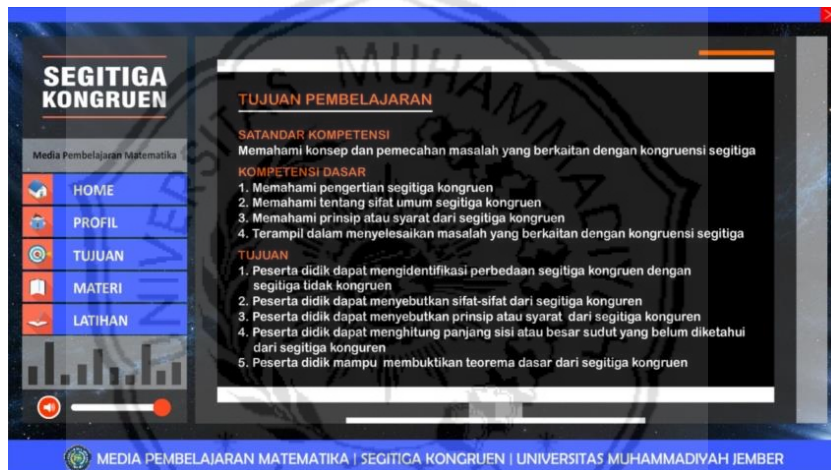 SEGITIGA
KONGRUEN
Media Pembelajaran Matematika
HOME
PROFIL
TUJUAN
MATERI
LATIHAN
TUJUAN PEMBELAJARAN
SATANDAR KOMPETENSI
Memahami konsep dan pemecahan masalah yang berkaitan dengan kongruensi segitiga
KOMPETENSI DASAR
1. Memahami pengertian segitiga kongruen
2. Memahami tentang sifat umum segitiga kongruen
3. Memahami prinsip atau syarat dari segitiga kongruen
4. Terampil dalam menyelesaikan masalah yang berkaitan dengan kongruensi segitiga
TUJUAN
1. Peserta didik dapat mengidentifikasi perbedaan segitiga kongruen dengan
segitiga tidak kongruen
2. Peserta didik dapat menyebutkan sifat-sifat dari segitiga konguren
3. Peserta didik dapat menyebutkan prinsip atau syarat dari segitiga konguren
4. Peserta didik dapat menghitung panjang sisi atau besar sudut yang belum diketahui
dari segitiga konguren
5. Peserta didik mampu membuktikan teorema dasar dari segitiga kongruen
MEDIA PEMBELAJARAN MATEMATIKA | SEGITIGA KONGRUEN | UNIVERSITAS MUHAMMADIYAH JEMBER
UNIVERSITAS MUHAMMADIYAH